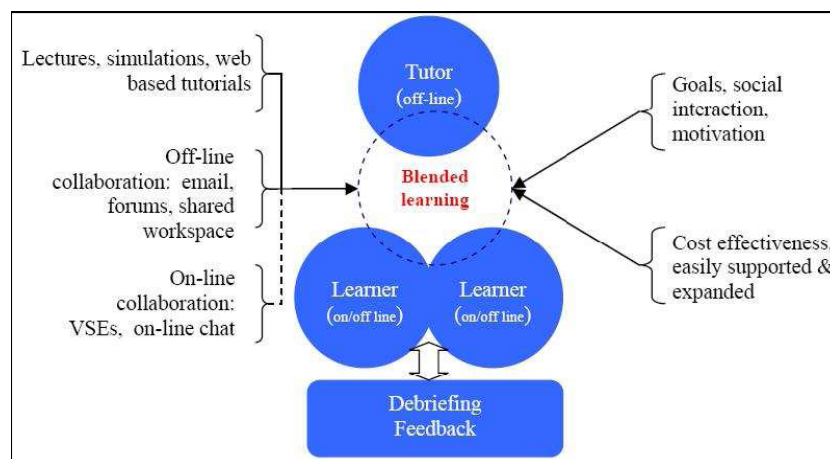 Lectures, simulations, web
based tutorials
Off-line
collaboration: email,
forums, shared
workspace
On-line
collaboration:
VSEs, on-line chat
Tutor
(off-line)
Blended
learning
Learner
(on/off line)
Learner
(on/off line)
Debriefing
Feedback
Goals, social
interaction,
motivation
Cost effectiveness,
easily supported &
expanded